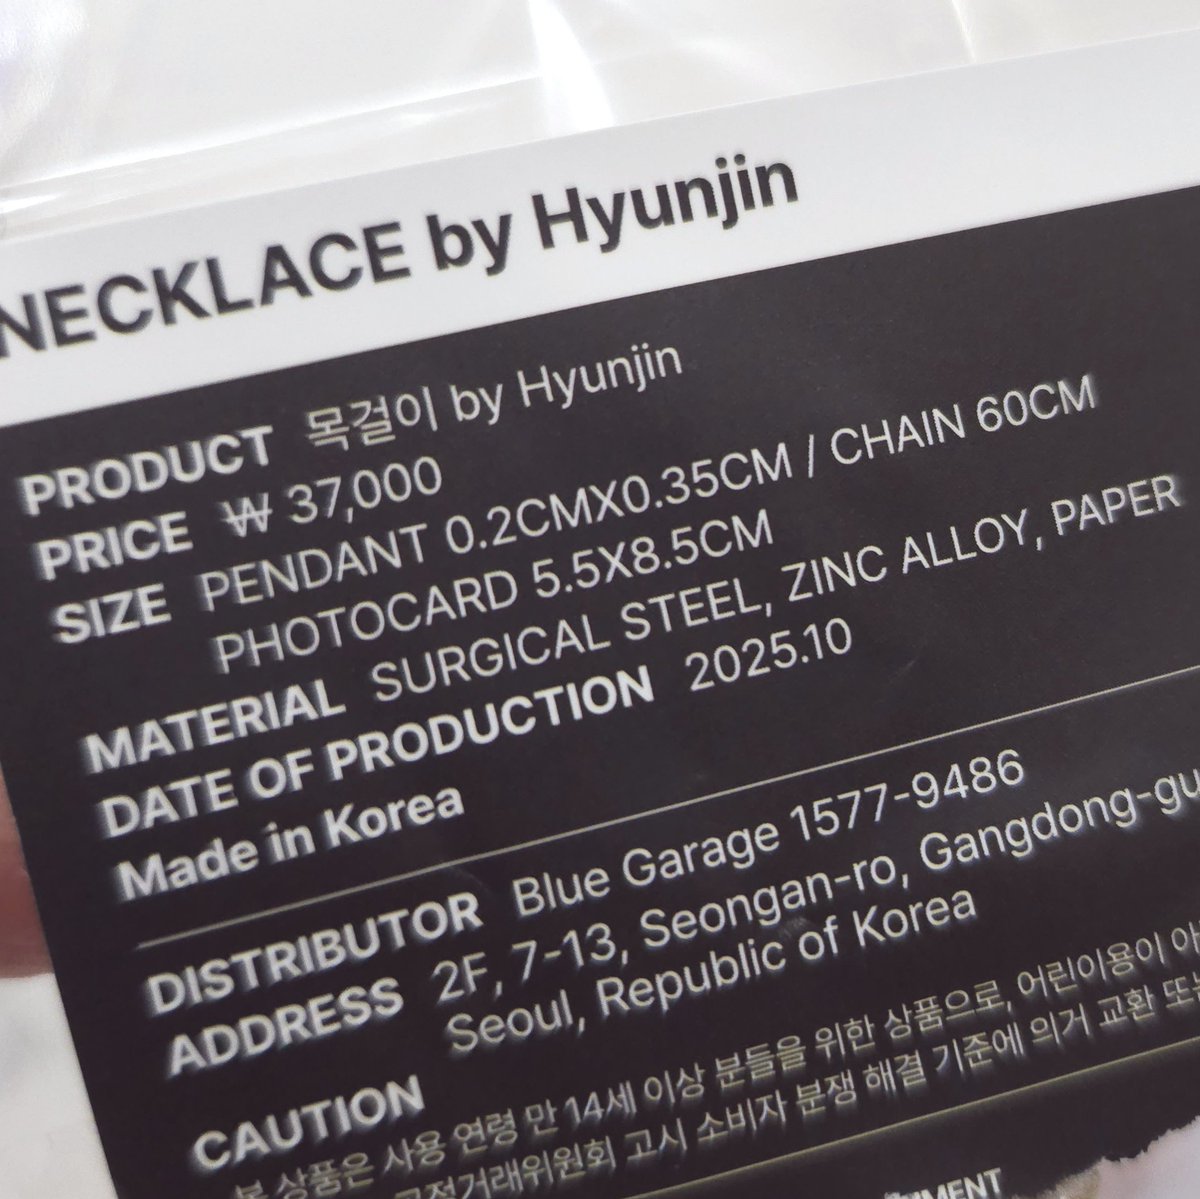 NECKLACE by Hyunjin
PRODUCT 목걸이 by Hyunjin
PRICE ₩ 37,000
SIZE PENDANT 0.2CMX0.35CM / CHAIN 60CM
PHOTOCARD 5.5X8.5CM
MATERIAL SURGICAL STEEL, ZINC ALLOY, PAPER
DATE OF PRODUCTION 2025.10
Made in Korea
DISTRIBUTOR Blue Garage 1577-9486
ADDRESS 2F, 7-13, Seongan-ro, Gangdong-gu
Seoul, Republic of Korea
CAUTION
본 상품은 사용 연령 만 14세 이상 분들을 위한 상품으로, 어린이용이 아
공정거래위원회 고시 소비자 분쟁 해결 기준에 의거 교환 또